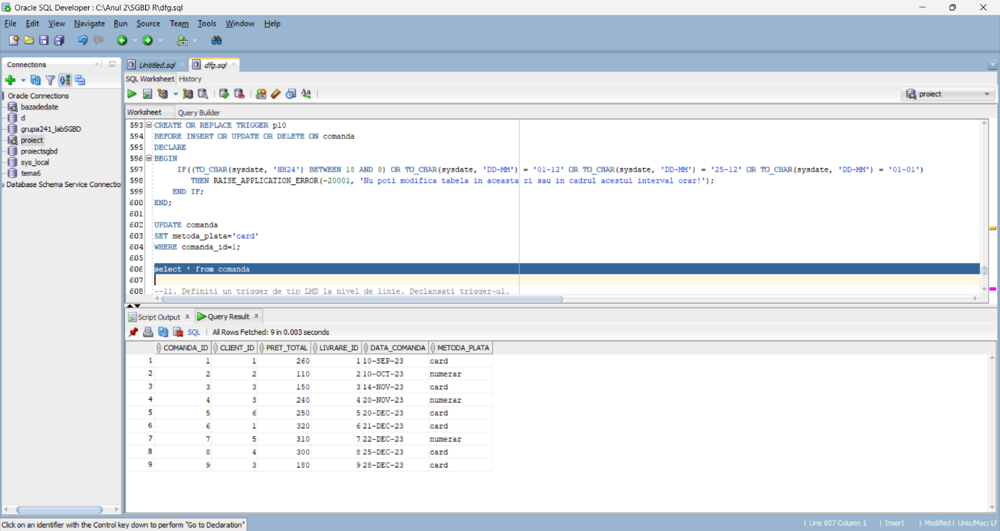 Oracle SQL Developer : C:\Anul 2\SGBD R\dfg.sql
File Edit View Navigate Run Source Team Tools Window Help
Connections
Oracle Connections
bazadedate
d
grupa241_labSGBD
proiect
proiectsgbd
sys_local
tema6
Database Schema Service Connectio
Untitled.sql dfg.sql
SQL Worksheet History
proiect
Worksheet Query Builder
593 CREATE OR REPLACE TRIGGER p10
594 BEFORE INSERT OR UPDATE OR DELETE ON comanda
595 DECLARE
596 BEGIN
597 IF((TO_CHAR(sysdate, 'HH24') BETWEEN 18 AND 8) OR TO_CHAR(sysdate, 'DD-MM') = '01-12' OR TO_CHAR(sysdate, 'DD-MM') = '25-12' OR TO_CHAR(sysdate, 'DD-MM') = '01-01')
598 THEN RAISE_APPLICATION_ERROR(-20001, 'Nu poti modifica tabela in aceasta zi sau in cadrul acestui interval orar!');
599 END IF;
600 END;
601
602 UPDATE comanda
603 SET metoda_plata='card'
604 WHERE comanda_id=1;
605
606 select * from comanda
607
608 --11. Definiti un trigger de tip LMD la nivel de linie. Declansati trigger-ul.
Script Output x Query Result x
SQL | All Rows Fetched: 9 in 0.003 seconds
COMANDA_ID CLIENT_ID PRET_TOTAL LIVRARE_ID DATA_COMANDA METODA_PLATA
1 1 1 260 1 10-SEP-23 card
2 2 2 110 2 10-OCT-23 numerar
3 3 3 150 3 14-NOV-23 card
4 4 3 240 4 20-NOV-23 numerar
5 5 6 250 5 20-DEC-23 card
6 6 1 320 6 21-DEC-23 card
7 7 5 310 7 22-DEC-23 numerar
8 8 4 300 8 25-DEC-23 card
9 9 3 180 9 28-DEC-23 card
Click on an identifier with the Control key down to perform "Go to Declaration"
| Line 607 Column 1 | Insert | Modified | Unix/Mac: LF